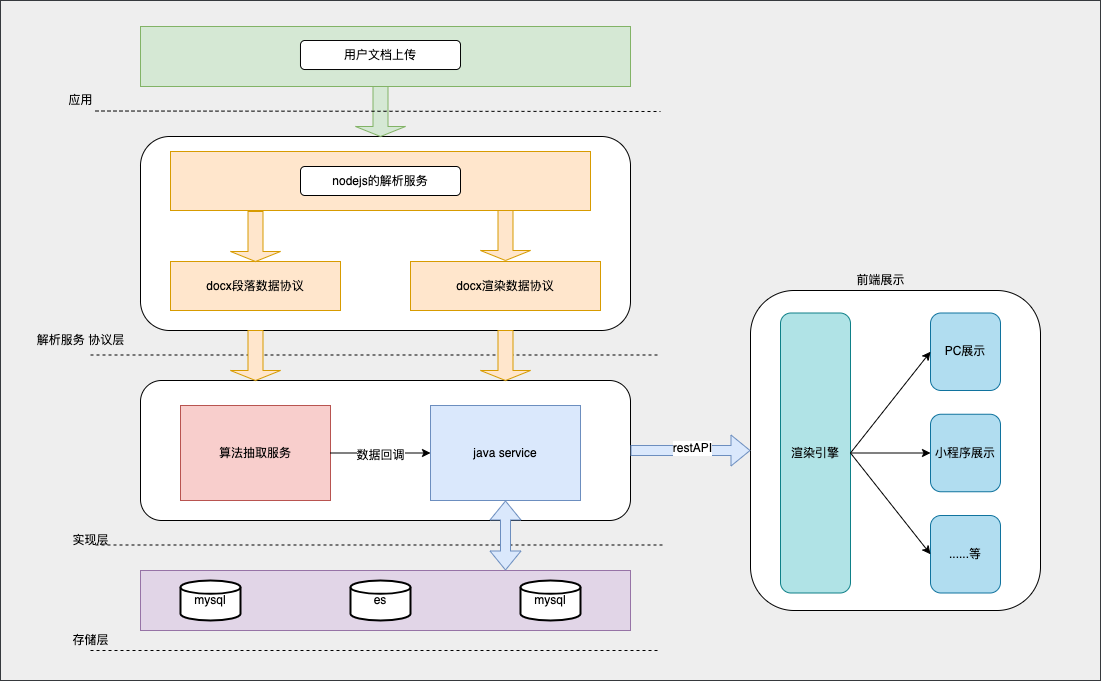 用户文档上传
应用
nodejs的解析服务
docx段落数据协议
docx渲染数据协议
解析服务 协议层
算法抽取服务
数据回调
java service
restAPI
实现层
mysql
es
mysql
存储层
前端展示
渲染引擎
PC展示
小程序展示
......等